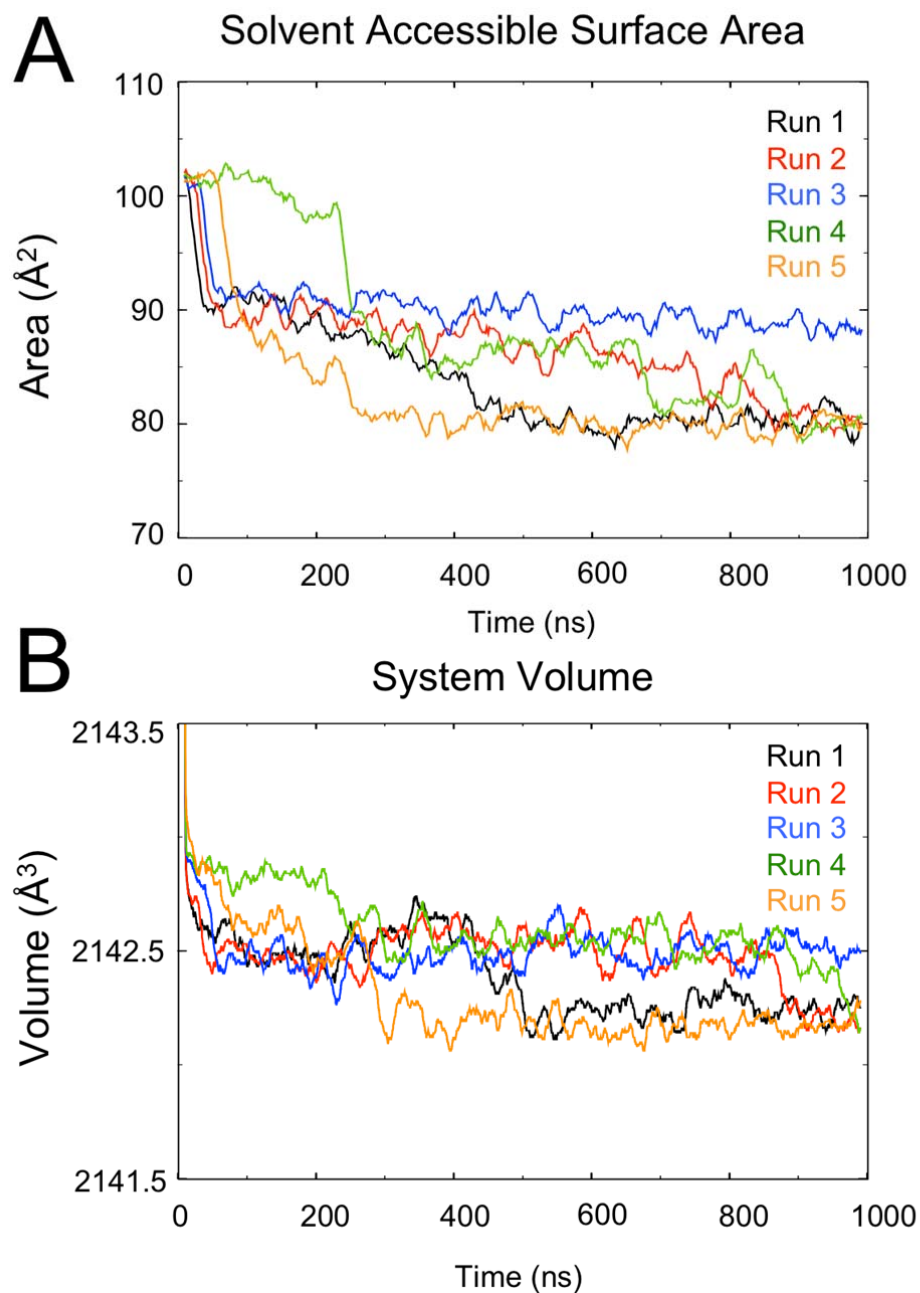 A
Solvent Accessible Surface Area
110
100
90
80
70
Area (Å²)
Run 1
Run 2
Run 3
Run 4
Run 5
0 200 400 600 800 1000
Time (ns)
B
System Volume
2143.5
2142.5
2141.5
Volume (Å³)
Run 1
Run 2
Run 3
Run 4
Run 5
0 200 400 600 800 1000
Time (ns)